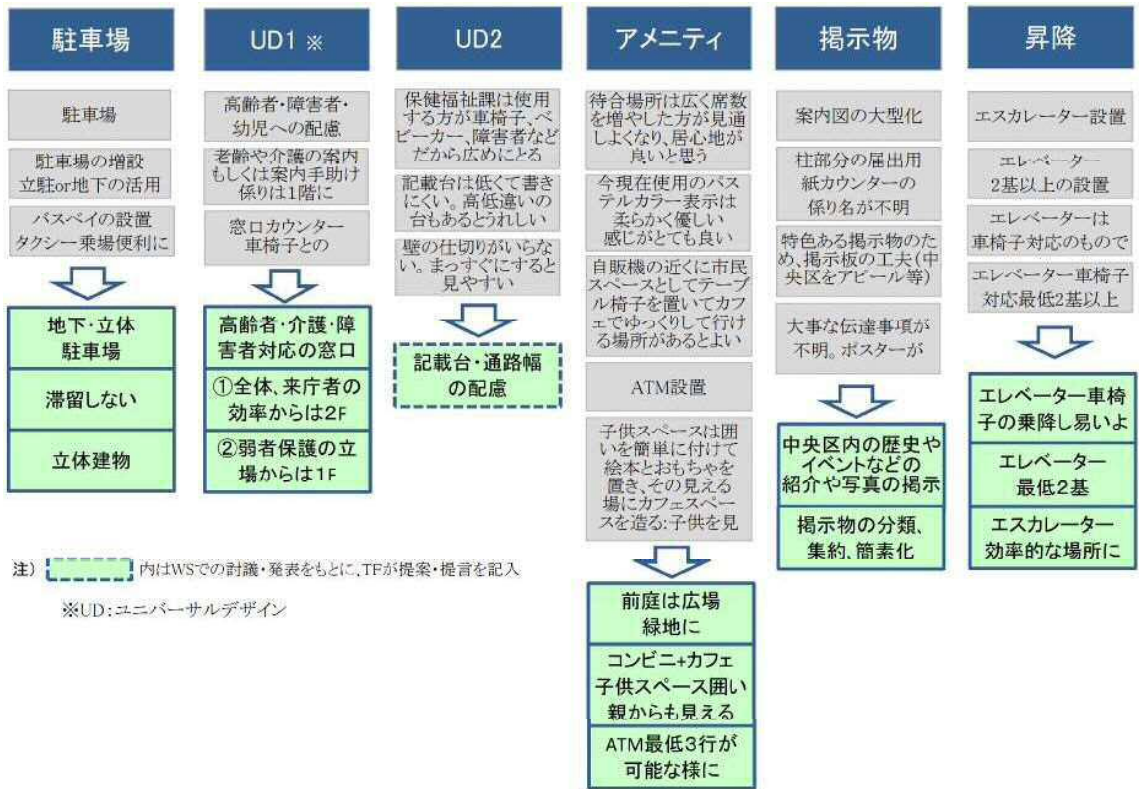 駐車場
駐車場
駐車場の増設
立駐or地下の活用
バスベイの設置
タクシー乗場便利に
地下・立体
駐車場
滞留しない
立体建物
UD1 ※
高齢者・障害者・
幼児への配慮
老齢や介護の案内
もしくは案内手助け
係りは1階に
窓口カウンター
車椅子との
高齢者・介護・障
害者対応の窓口
①全体、来庁者の
効率からは2F
②弱者保護の立
場からは1F
UD2
保健福祉課は使用
する方が車椅子、ベ
ビーカー、障害者など
だから広めにとる
記載台は低くて書き
にくい。高低違いの
台もあるとうれしい
壁の仕切りがいらな
い。まっすぐにすると
見やすい
記載台・通路幅
の配慮
アメニティ
待合場所は広く席数
を増やした方が見通
しよくなり、居心地が
良いと思う
今現在使用のパス
テルカラー表示は
柔らかく優しい
感じがとても良い
自販機の近くに市民
スペースとしてテーブ
ル椅子を置いてカフ
ェでゆっくりして行け
る場所があるとよい
ATM設置
子供スペースは囲
いを簡単に付けて
絵本とおもちゃを
置き、その見える
場にカフェスペー
スを造る:子供を見
前庭は広場
緑地に
コンビニ+カフェ
子供スペース囲い
親からも見える
ATM最低3行が
可能な様に
掲示物
案内図の大型化
柱部分の届出用
紙カウンターの
係り名が不明
特色ある掲示物のた
め、掲示板の工夫(中
央区をアピール等)
大事な伝達事項が
不明。ポスターが
中央区内の歴史や
イベントなどの
紹介や写真の掲示
掲示物の分類、
集約、簡素化
昇降
エスカレーター設置
エレベーター
2基以上の設置
エレベーターは
車椅子対応のもので
エレベーター車椅子
対応最低2基以上
エレベーター車椅
子の乗降し易いよ
エレベーター
最低2基
エスカレーター
効率的な場所に
注) 内はWSでの討議・発表をもとに、TFが提案・提言を記入
※UD:ユニバーサルデザイン